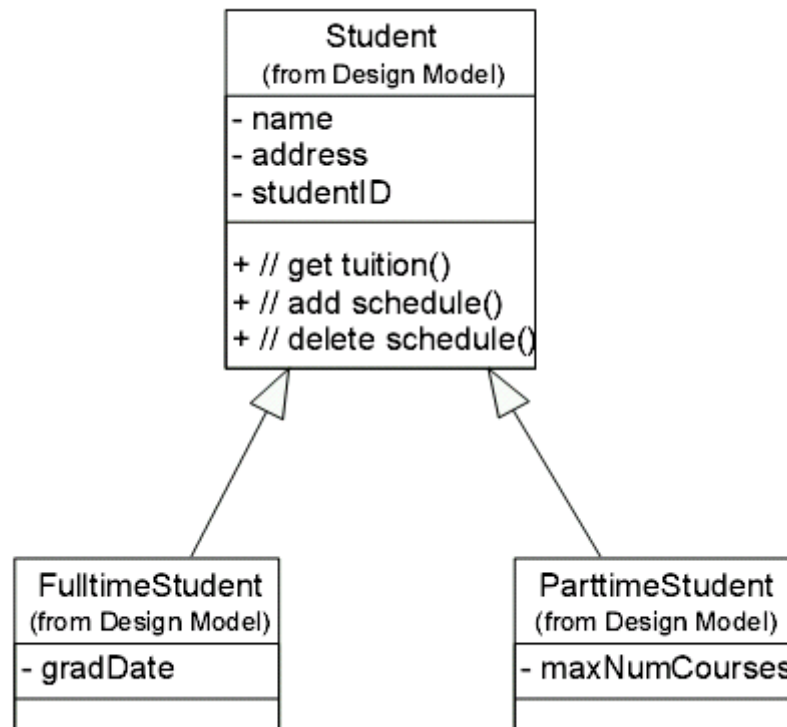 Student
(from Design Model)
- name
- address
- studentID
+ // get tuition()
+ // add schedule()
+ // delete schedule()
FulltimeStudent
(from Design Model)
- gradDate
ParttimeStudent
(from Design Model)
- maxNumCourses